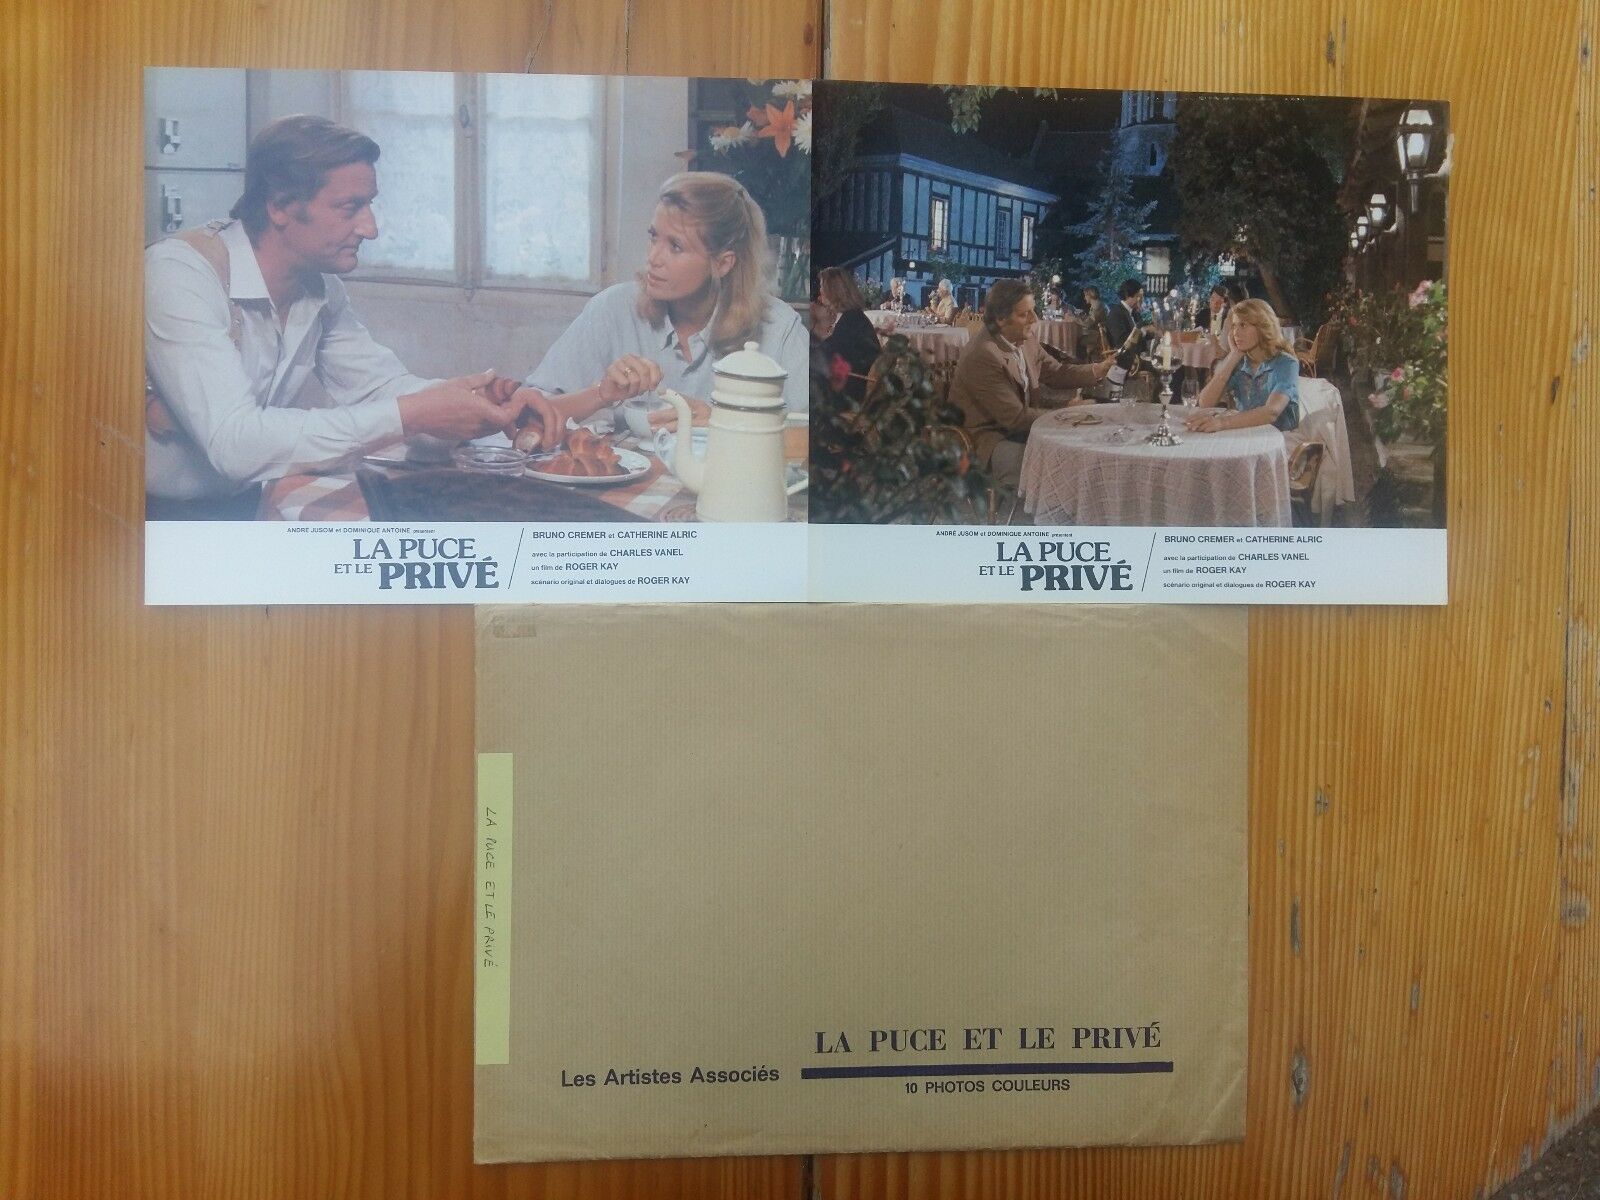 ANDRÉ JUSOM et DOMINIQUE ANTOINE présentent
LA PUCE
ET LE PRIVÉ
BRUNO CREMER et CATHERINE ALRIC
avec la participation de CHARLES VANEL
un film de ROGER KAY
scénario original et dialogues de ROGER KAY
ANDRÉ JUSOM et DOMINIQUE ANTOINE présentent
LA PUCE
ET LE PRIVÉ
BRUNO CREMER et CATHERINE ALRIC
avec la participation de CHARLES VANEL
un film de ROGER KAY
scénario original et dialogues de ROGER KAY
LA PUCE ET LE PRIVÉ
LA PUCE ET LE PRIVÉ
Les Artistes Associés
10 PHOTOS COULEURS